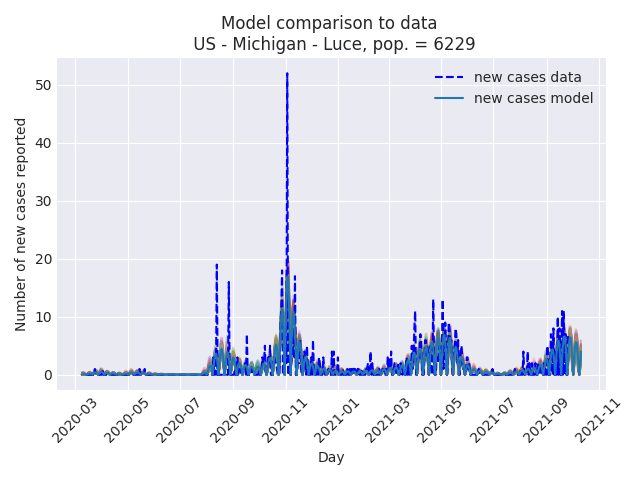 Model comparison to data
US - Michigan - Luce, pop. = 6229
new cases data
new cases model
Number of new cases reported
50
40
30
20
10
0
2020-03
2020-05
2020-07
2020-09
2020-11
2021-01
2021-03
2021-05
2021-07
2021-09
2021-11
Day